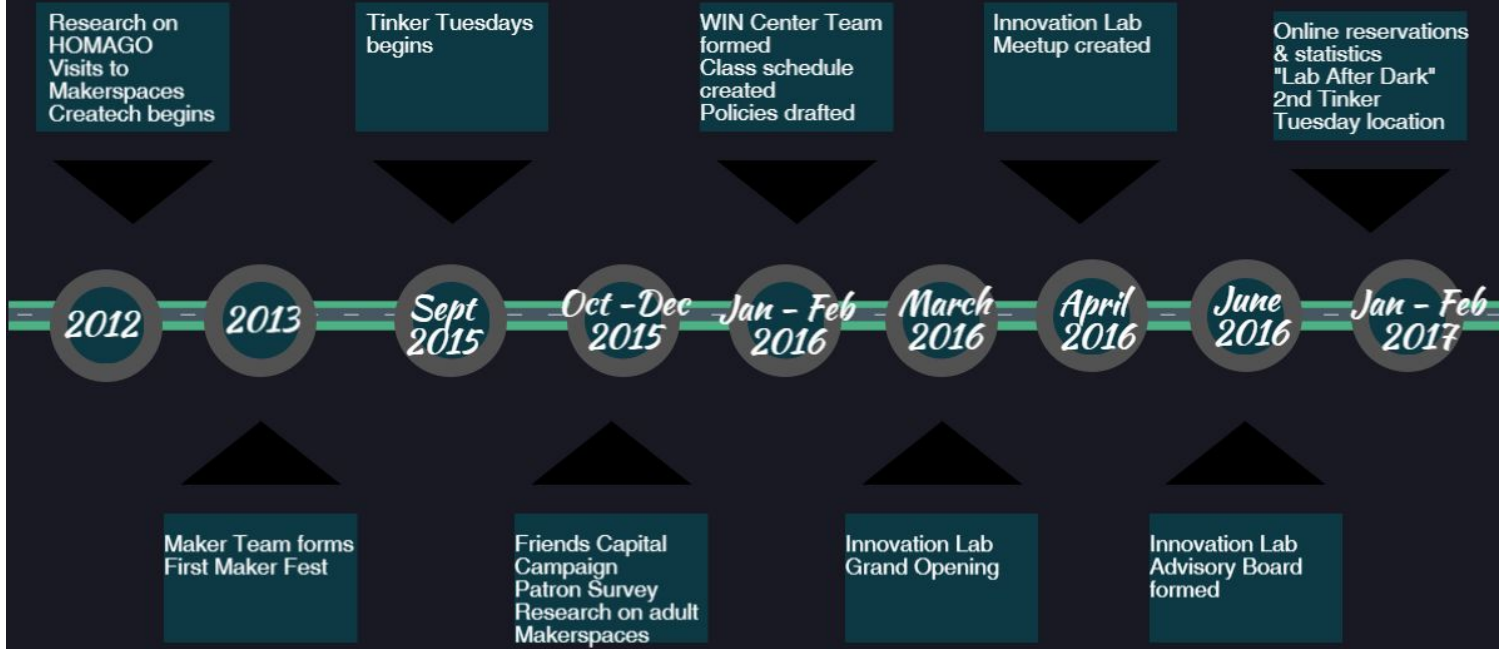 Research on
HOMAGO
Visits to
Makerspaces
Createch begins
Tinker Tuesdays
begins
WIN Center Team
formed
Class schedule
created
Policies drafted
Innovation Lab
Meetup created
Online reservations
& statistics
"Lab After Dark"
2nd Tinker
Tuesday location
2012
2013
Sept
2015
Oct - Dec
2015
Jan - Feb
2016
March
2016
April
2016
June
2016
Jan - Feb
2017
Maker Team forms
First Maker Fest
Friends Capital
Campaign
Patron Survey
Research on adult
Makerspaces
Innovation Lab
Grand Opening
Innovation Lab
Advisory Board
formed